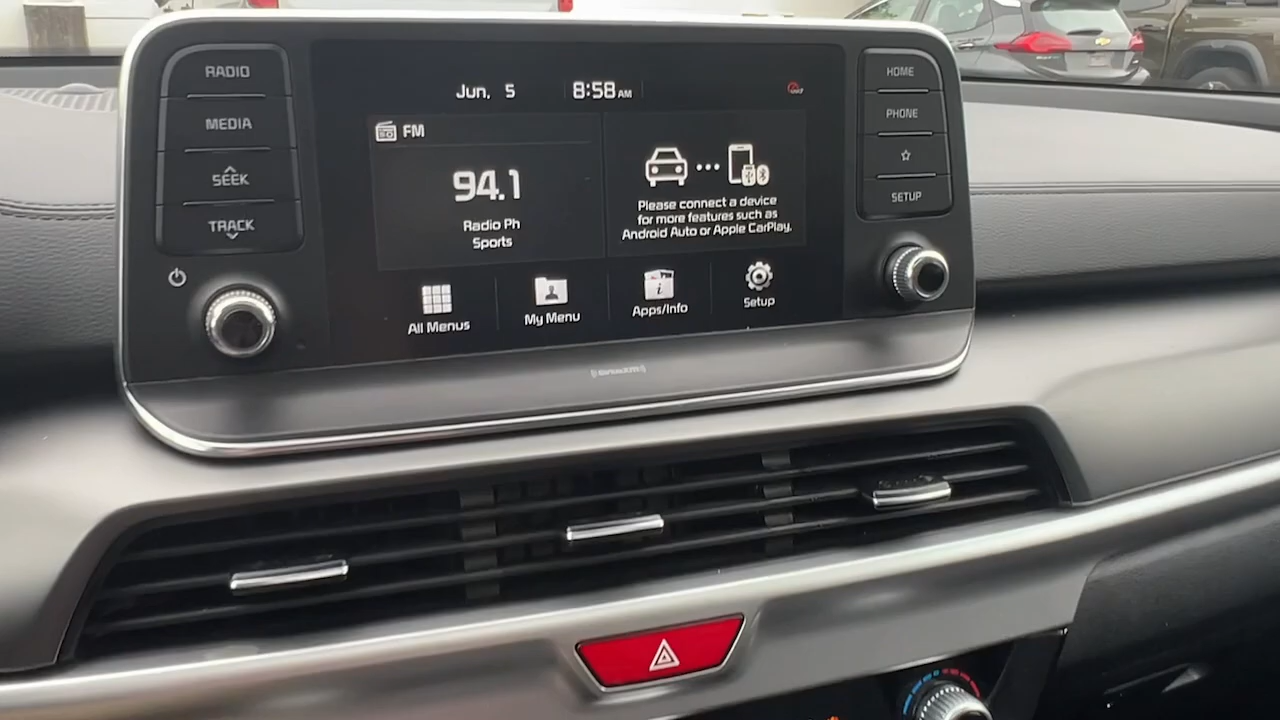 RADIO
MEDIA
SEEK
TRACK
Jun, 5
8:58 AM
FM
94.1
Radio Ph
Sports
Please connect a device
for more features such as
Android Auto or Apple CarPlay.
All Menus
My Menu
Apps/Info
Setup
HOME
PHONE
SETUP
SiriusXM